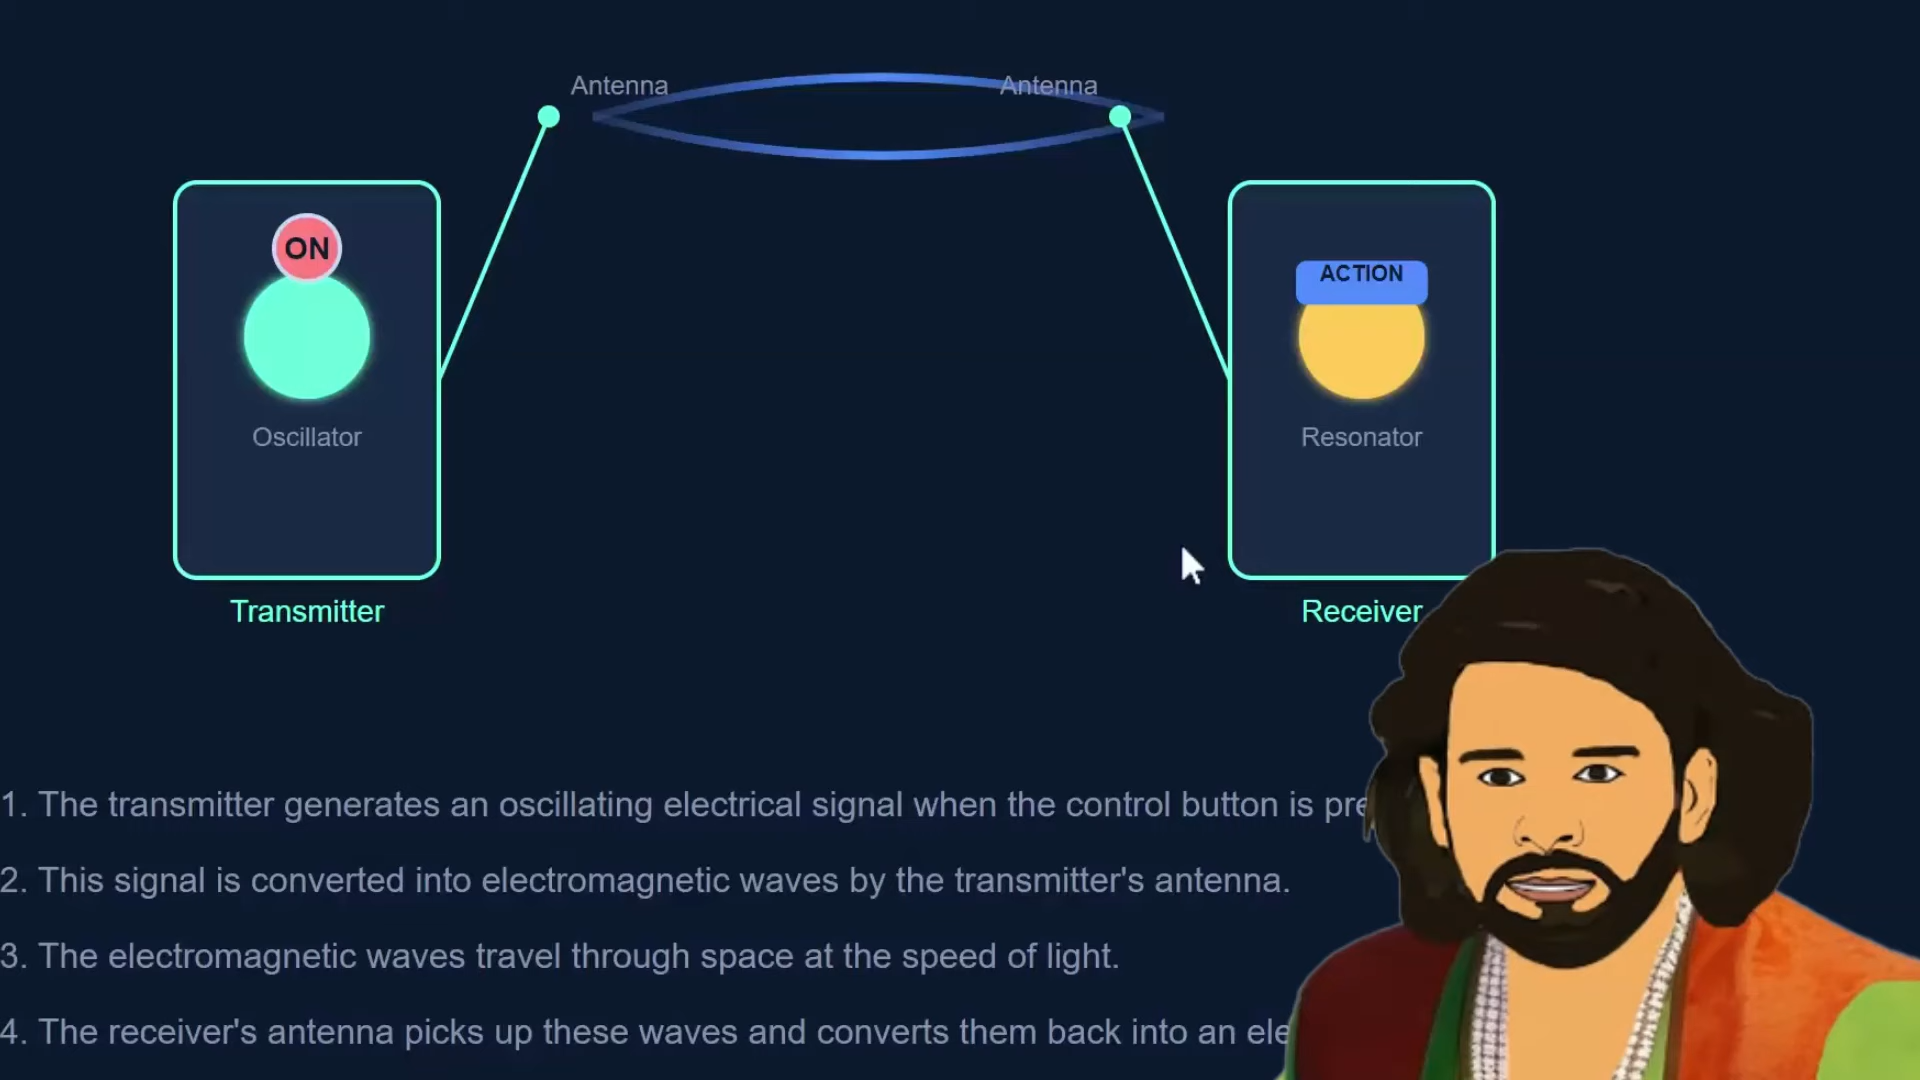 Antenna
Antenna
ON
ACTION
Oscillator
Resonator
Transmitter
Receiver
1. The transmitter generates an oscillating electrical signal when the control button is
2. This signal is converted into electromagnetic waves by the transmitter's antenna.
3. The electromagnetic waves travel through space at the speed of light.
4. The receiver's antenna picks up these waves and converts them back into an